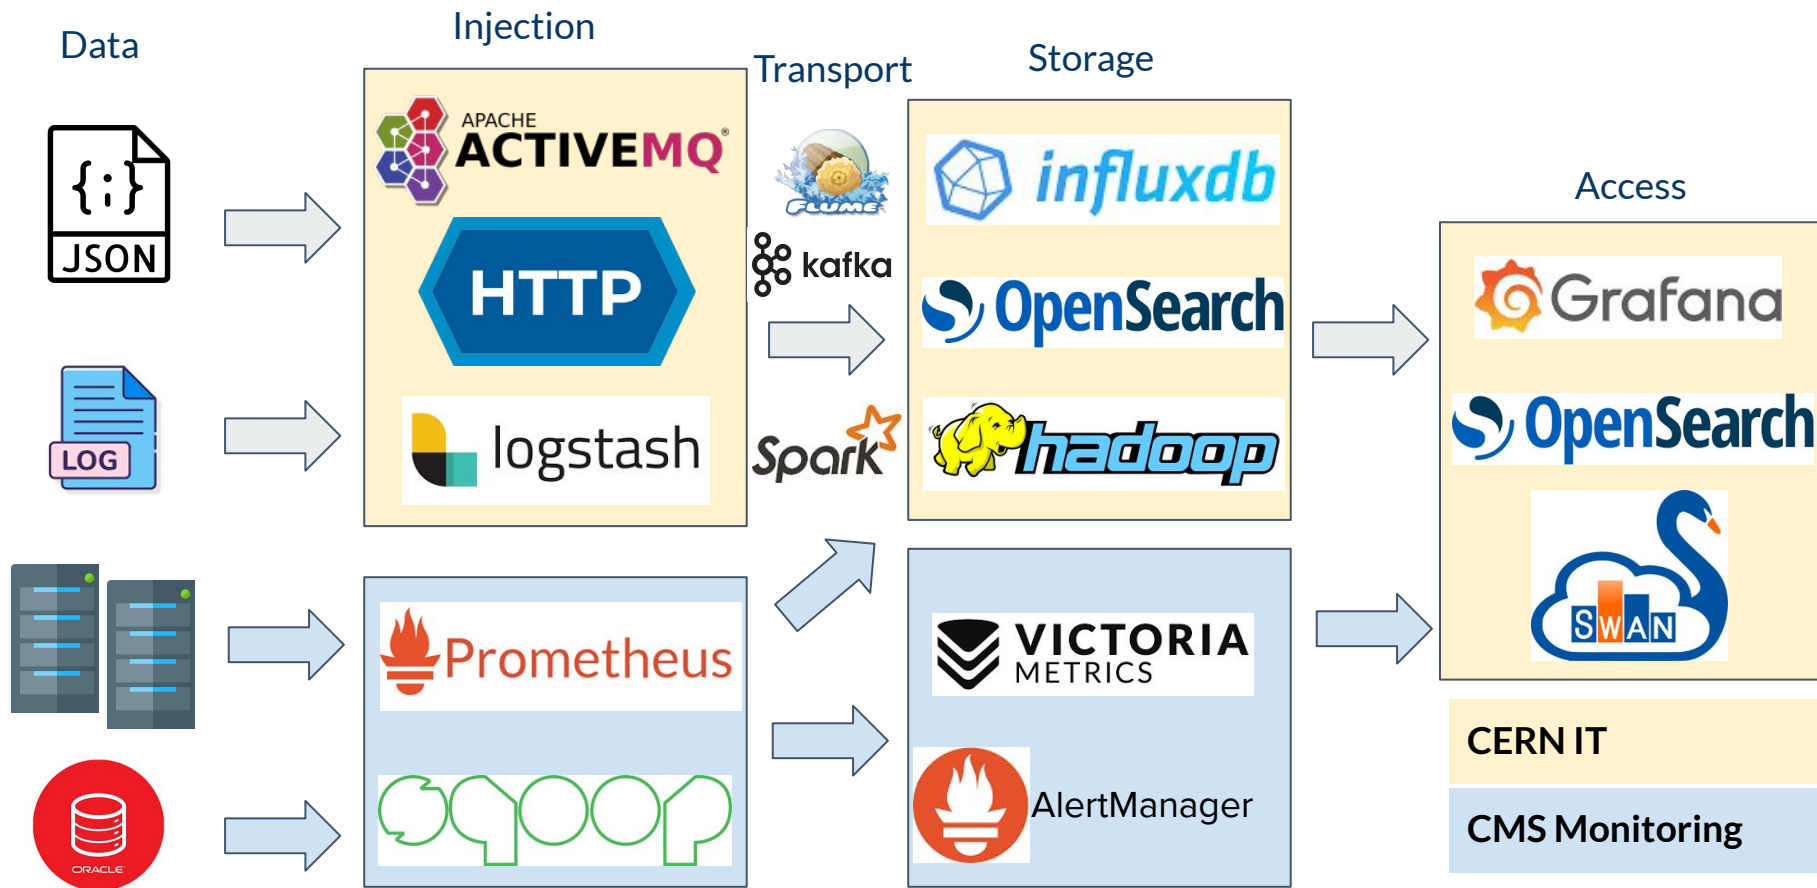 Data
Injection
Transport
Storage
Access
{;}
JSON
LOG
ORACLE
APACHE
ACTIVEMQ®
HTTP
logstash
Prometheus
sqoop
FLUME
kafka
Spark
influxdb
OpenSearch
hadoop
VICTORIA
METRICS
AlertManager
Grafana
OpenSearch
SWAN
CERN IT
CMS Monitoring